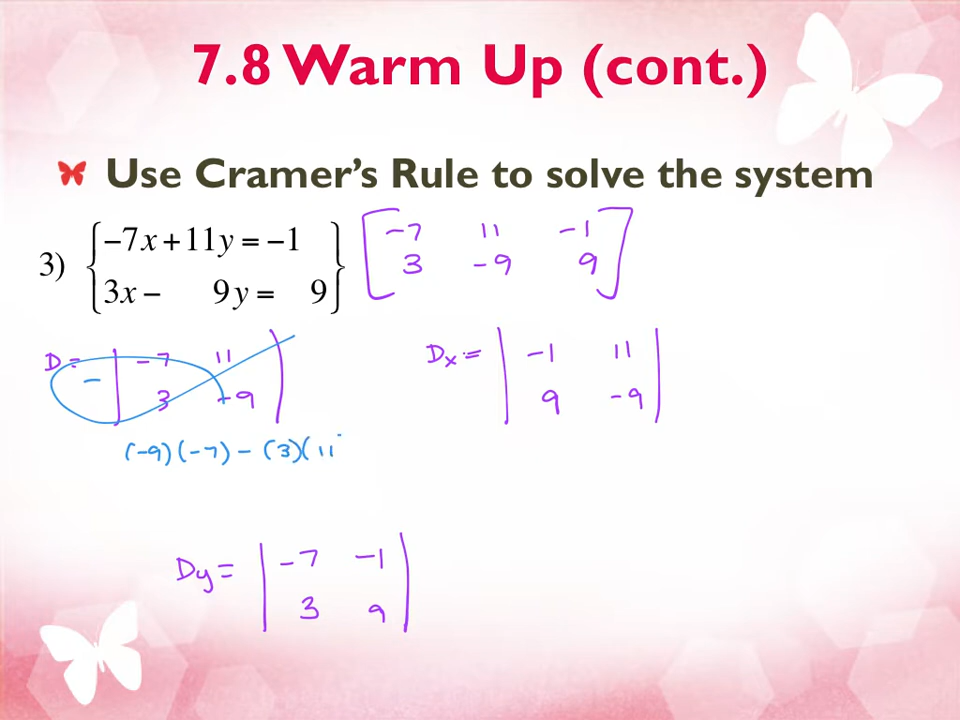 7.8 Warm Up (cont.)
Use Cramer's Rule to solve the system
3) { −7x + 11y = −1
3x − 9y = 9 }
[ -7 11 -1
3 -9 9 ]
D = | -7 11 |
3 -9
−
(-9)(-7) - (3)(11
Dx = | -1 11 |
9 -9
Dy = | -7 -1 |
3 9